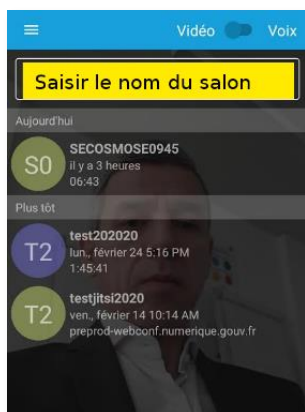 Vidéo Voix
Saisir le nom du salon
Aujourd'hui
S0
SECOSMOSE0945
il y a 3 heures
06:43
Plus tôt
T2
test202020
lun., février 24 5:16 PM
1:45:41
T2
testjitsi2020
ven., février 14 10:14 AM
preprod-webconf.numerique.gouv.fr